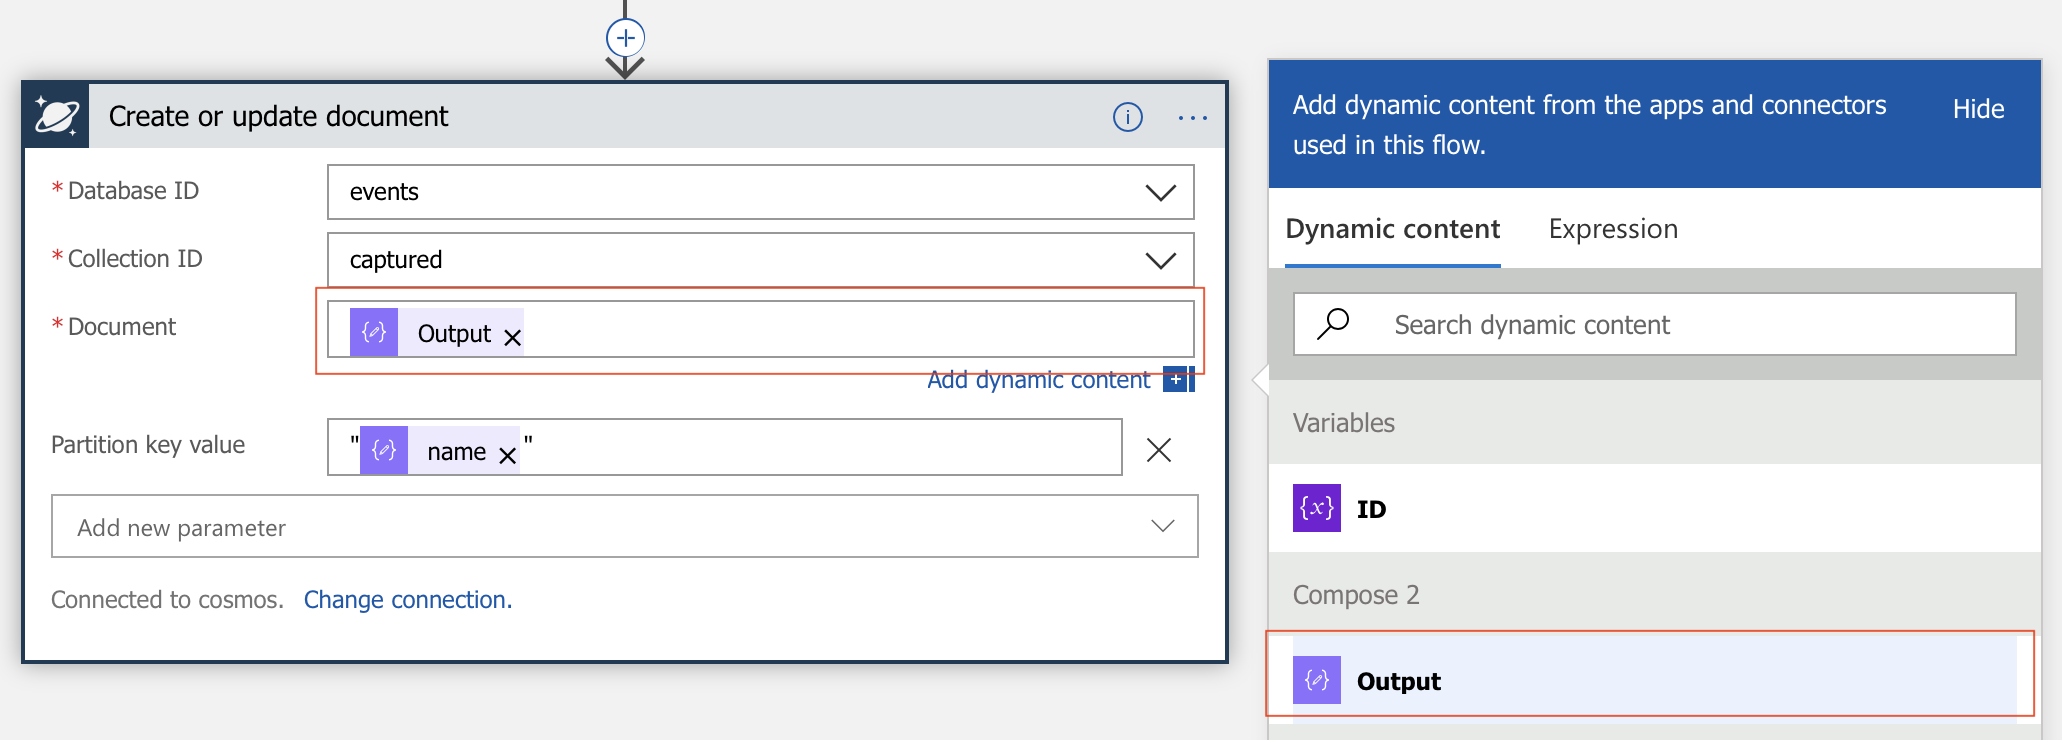 Create or update document
* Database ID
events
* Collection ID
captured
* Document
Output
Add dynamic content
Partition key value
" name "
Add new parameter
Connected to cosmos. Change connection.
Add dynamic content from the apps and connectors
used in this flow.
Hide
Dynamic content Expression
Search dynamic content
Variables
{x} ID
Compose 2
Output